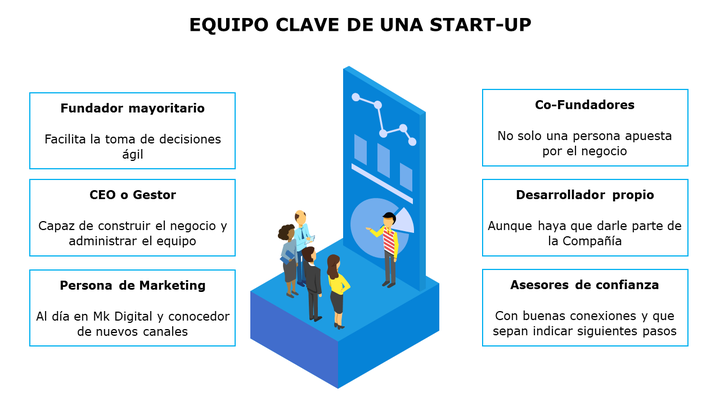 EQUIPO CLAVE DE UNA START-UP
Fundador mayoritario
Facilita la toma de decisiones
ágil
CEO o Gestor
Capaz de construir el negocio y
administrar el equipo
Persona de Marketing
Al día en Mk Digital y conocedor
de nuevos canales
Co-Fundadores
No solo una persona apuesta
por el negocio
Desarrollador propio
Aunque haya que darle parte de
la Compañía
Asesores de confianza
Con buenas conexiones y que
sepan indicar siguientes pasos